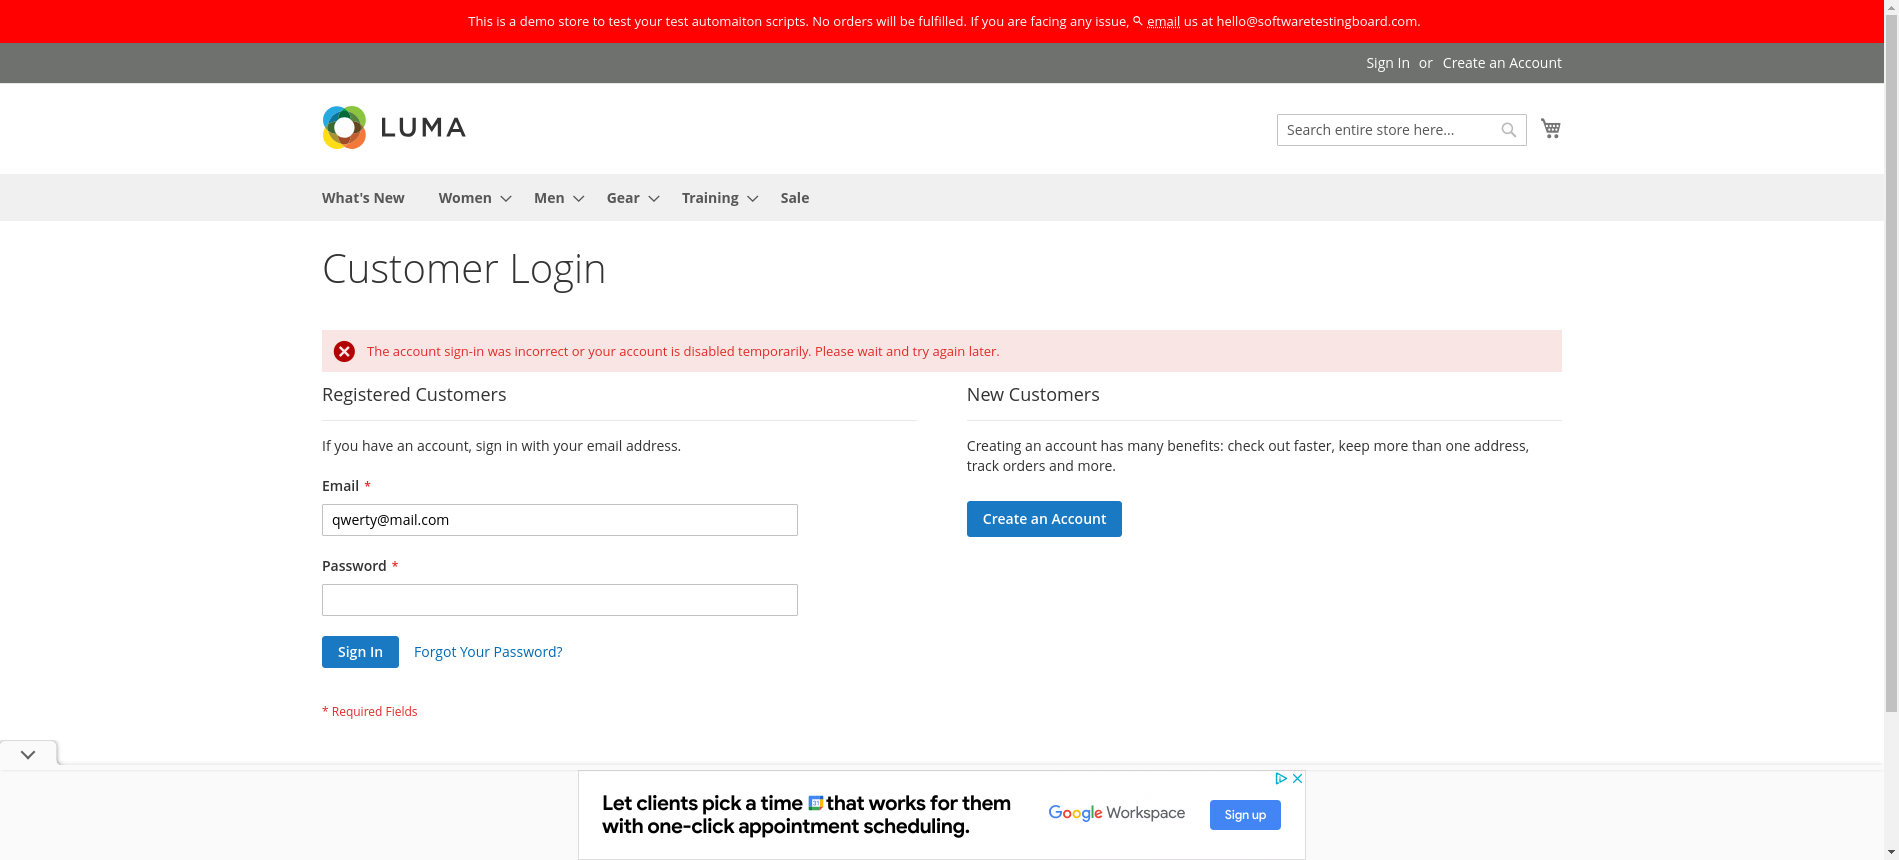 This is a demo store to test your test automaiton scripts. No orders will be fulfilled. If you are facing any issue, email us at hello@softwaretestingboard.com.
Sign In or Create an Account
LUMA
Search entire store here...
What's New Women Men Gear Training Sale
Customer Login
The account sign-in was incorrect or your account is disabled temporarily. Please wait and try again later.
Registered Customers
If you have an account, sign in with your email address.
Email *
qwerty@mail.com
Password *
Sign In Forgot Your Password?
* Required Fields
New Customers
Creating an account has many benefits: check out faster, keep more than one address,
track orders and more.
Create an Account
Let clients pick a time 31 that works for them
with one-click appointment scheduling.
Google Workspace
Sign up